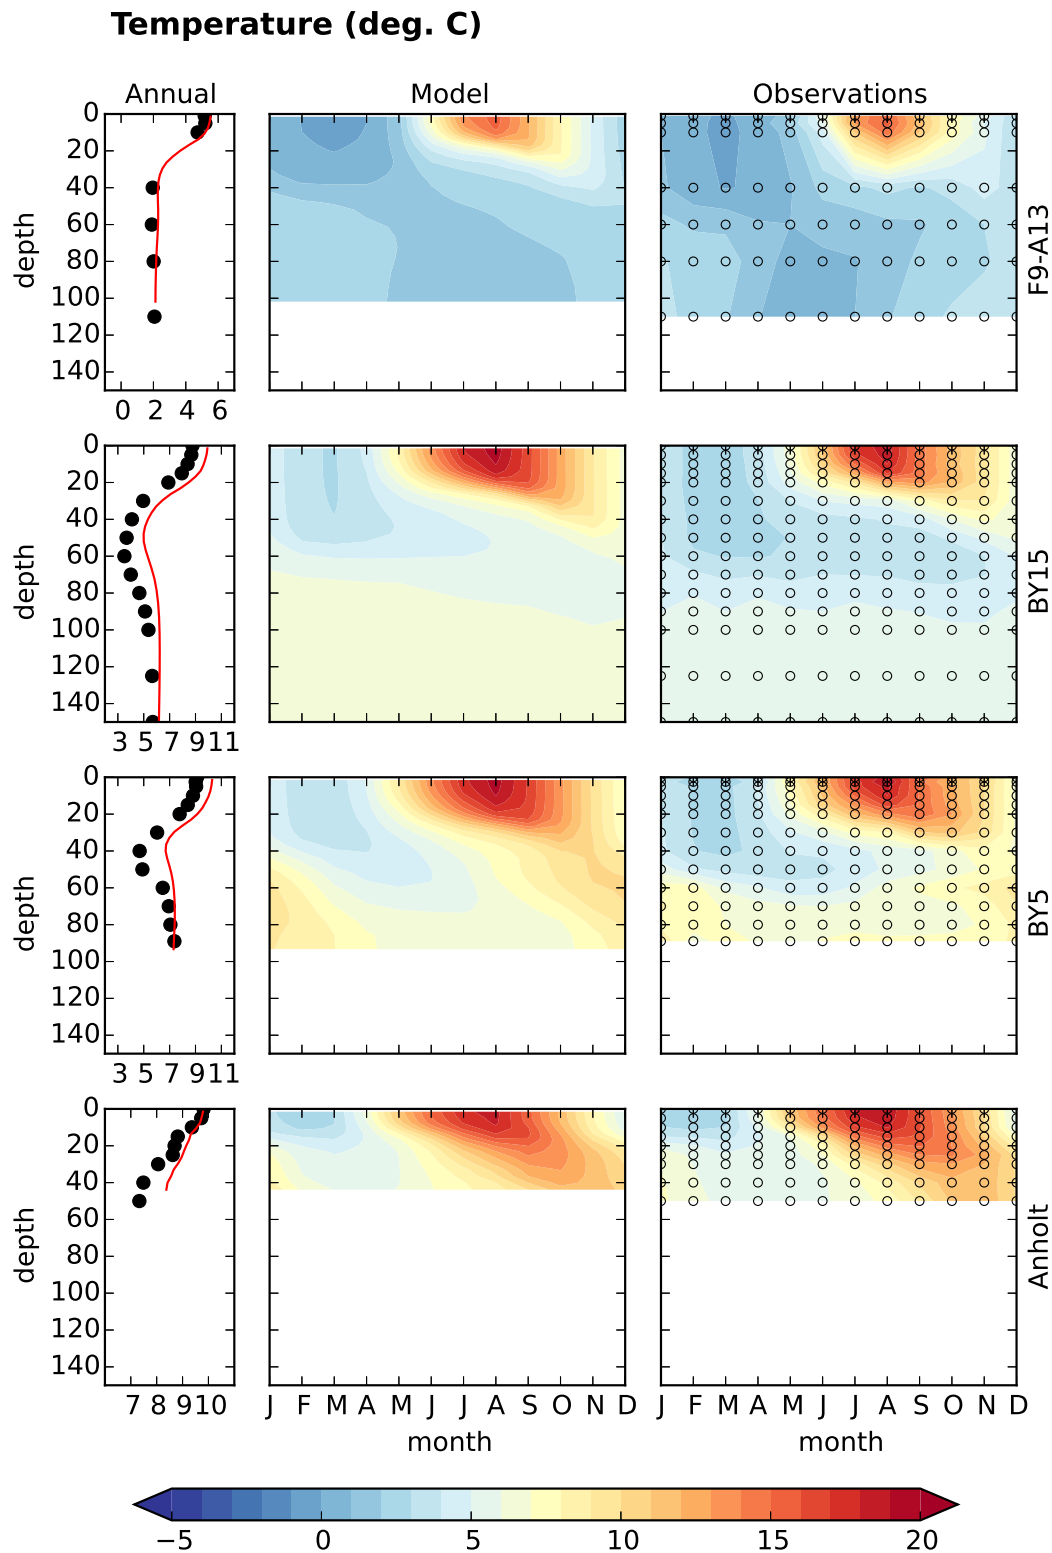 Temperature (deg. C)
Annual Model Observations
0
20
40
60
80
100
120
140
depth
0 2 4 6
F9-A13
0
20
40
60
80
100
120
140
depth
3 5 7 9 11
BY15
0
20
40
60
80
100
120
140
depth
3 5 7 9 11
BY5
0
20
40
60
80
100
120
140
depth
7 8 9 10
Anholt
J F M A M J J A S O N D J F M A M J J A S O N D
month month
−5 0 5 10 15 20